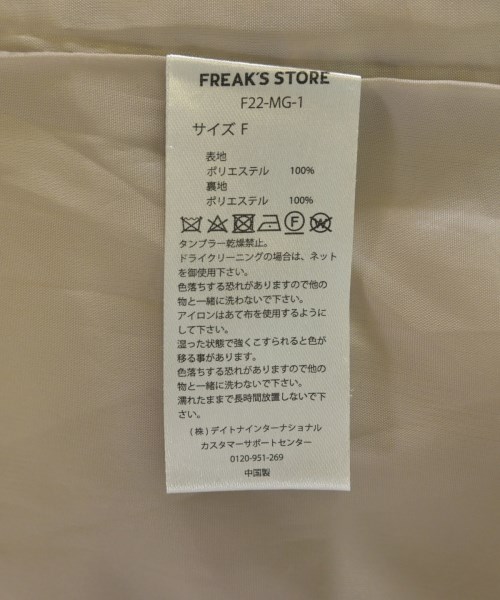 FREAK'S STORE
F22-MG-1
サイズ F
表地
ポリエステル 100%
裏地
ポリエステル 100%
F W
タンブラー乾燥禁止。
ドライクリーニングの場合は、ネット
を御使用下さい。
色落ちする恐れがありますので他の
物と一緒に洗わないで下さい。
アイロンはあて布を使用するように
して下さい。
湿った状態で強くこすられると色が
移る事があります。
色落ちする恐れがありますので他の
物と一緒に洗わないで下さい。
濡れたままで長時間放置しないで下
さい。
(株)デイトナインターナショナル
カスタマーサポートセンター
0120-951-269
中国製